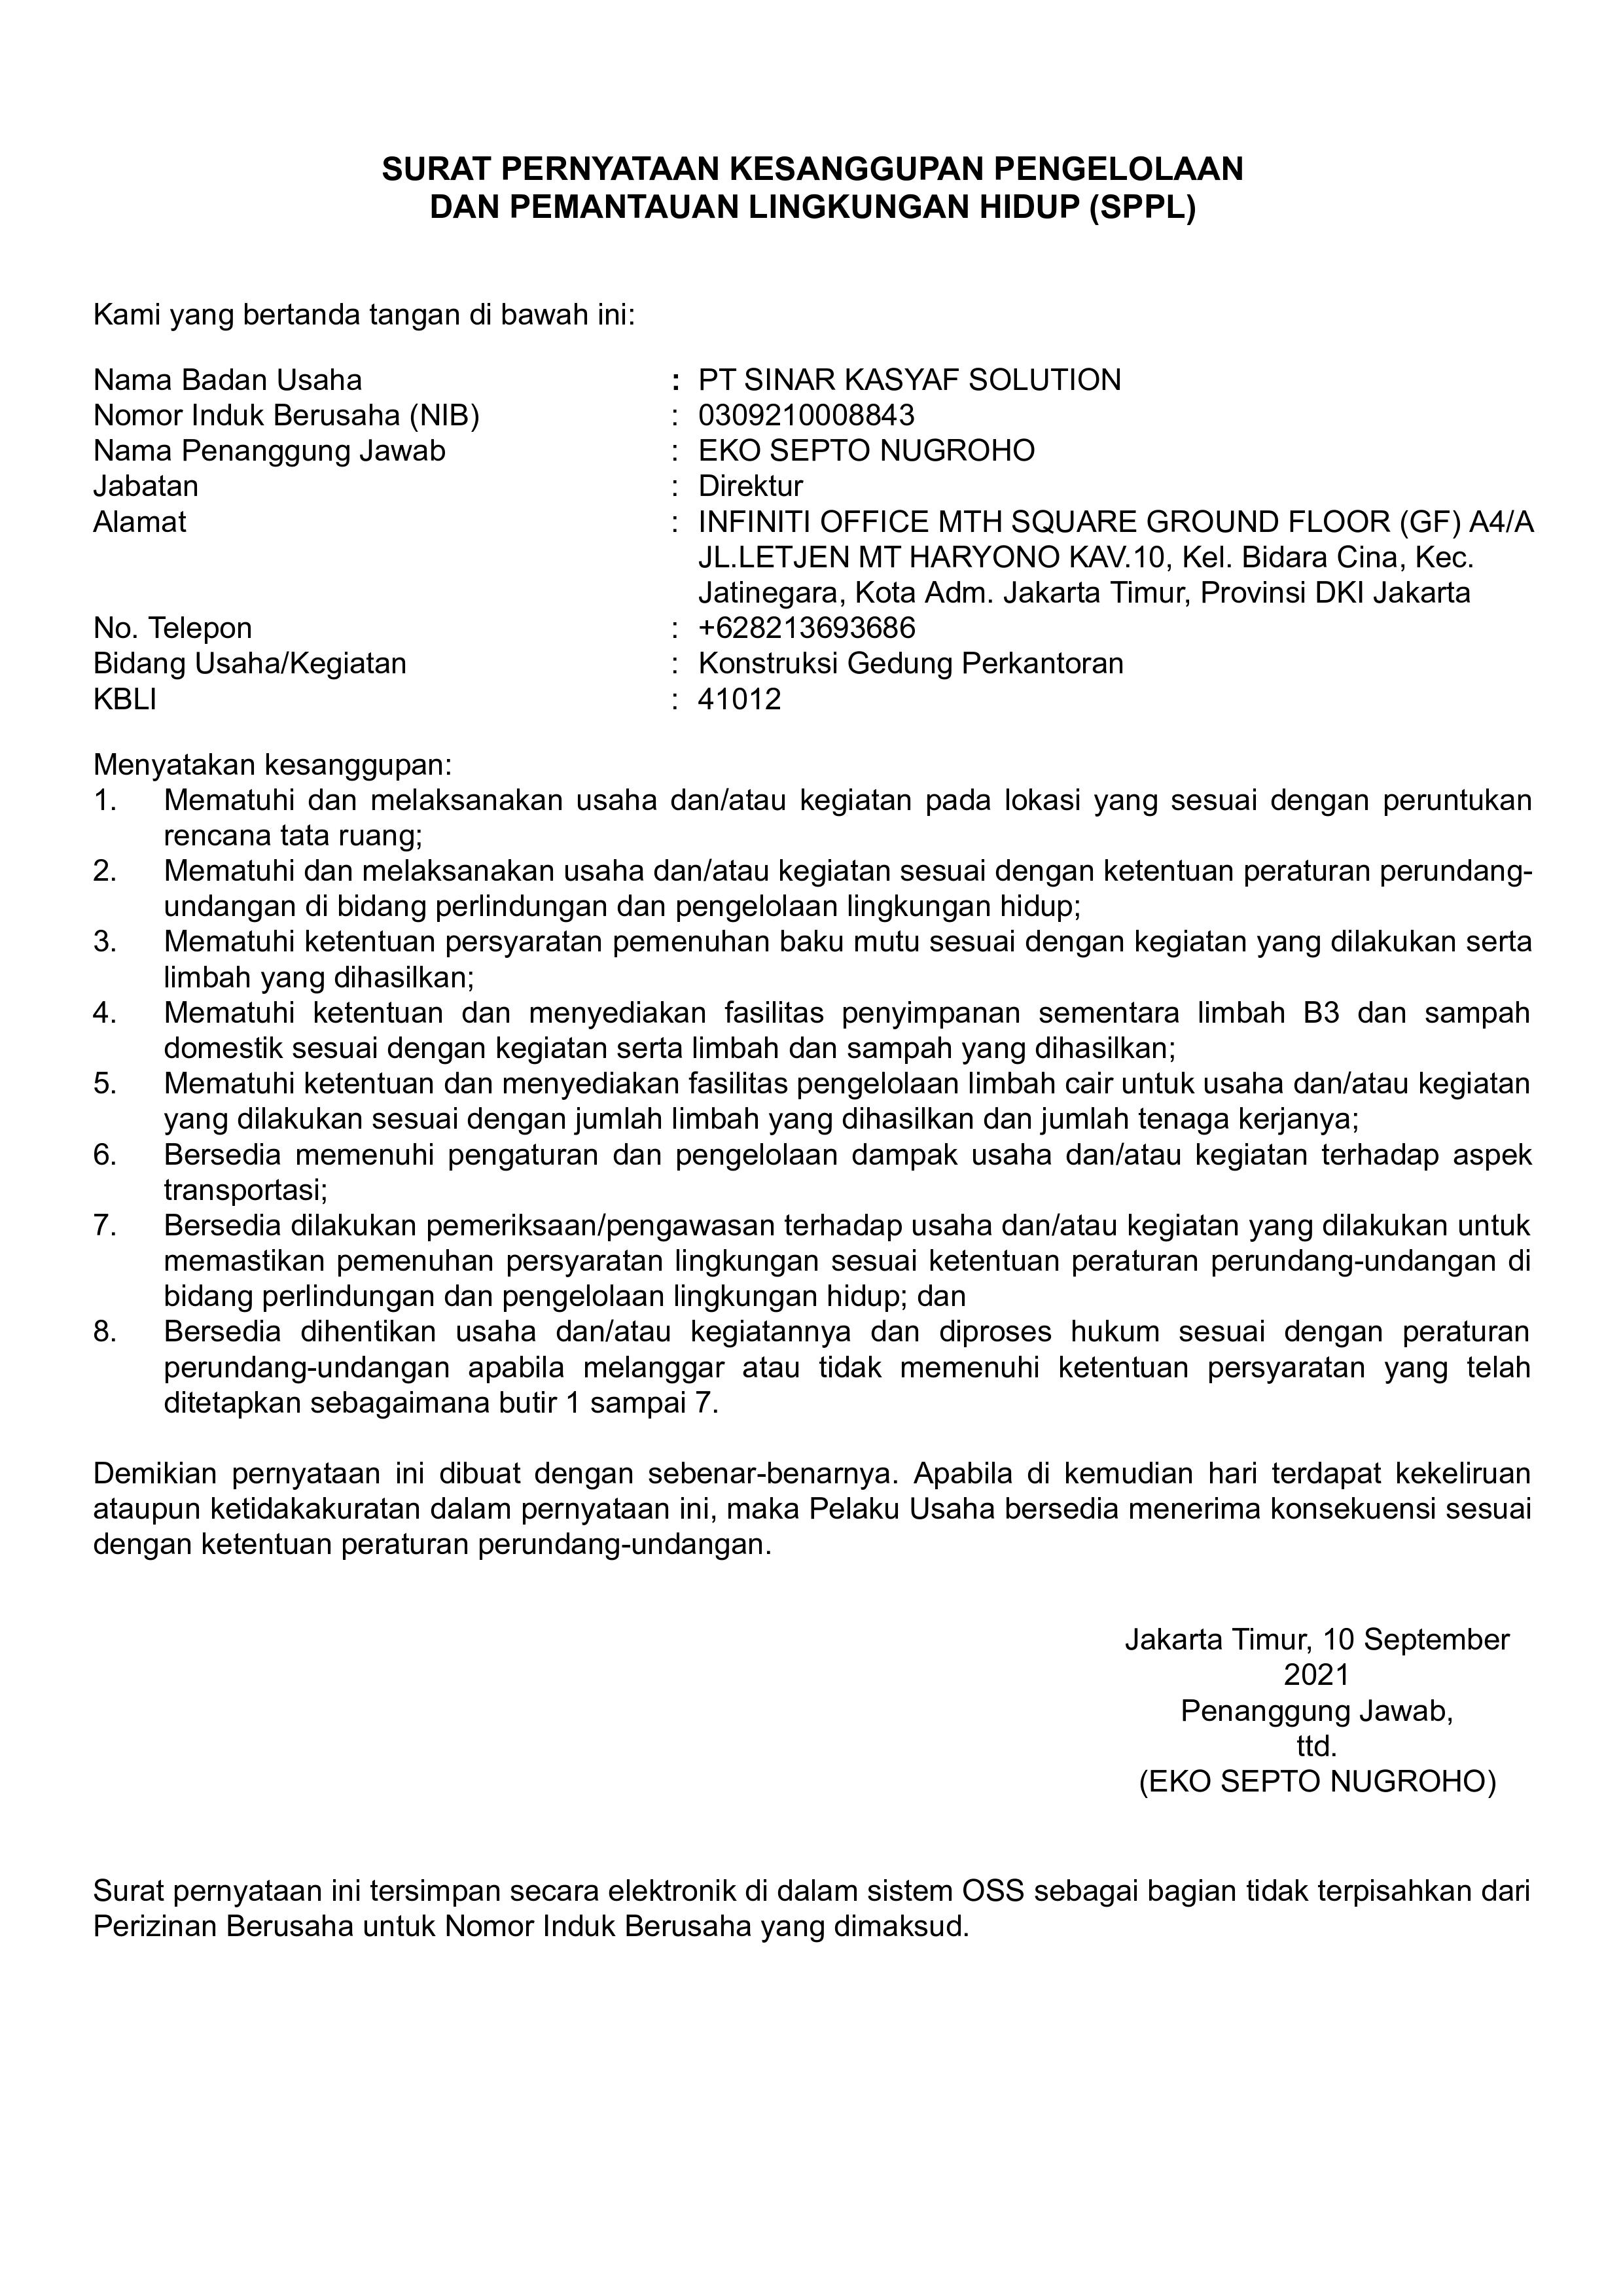 SURAT PERNYATAAN KESANGGUPAN PENGELOLAAN
DAN PEMANTAUAN LINGKUNGAN HIDUP (SPPL)
Kami yang bertanda tangan di bawah ini:
Nama Badan Usaha : PT SINAR KASYAF SOLUTION
Nomor Induk Berusaha (NIB) : 0309210008843
Nama Penanggung Jawab : EKO SEPTO NUGROHO
Jabatan : Direktur
Alamat : INFINITI OFFICE MTH SQUARE GROUND FLOOR (GF) A4/A
JL.LETJEN MT HARYONO KAV.10, Kel. Bidara Cina, Kec.
Jatinegara, Kota Adm. Jakarta Timur, Provinsi DKI Jakarta
No. Telepon : +628213693686
Bidang Usaha/Kegiatan : Konstruksi Gedung Perkantoran
KBLI : 41012
Menyatakan kesanggupan:
1. Mematuhi dan melaksanakan usaha dan/atau kegiatan pada lokasi yang sesuai dengan peruntukan
rencana tata ruang;
2. Mematuhi dan melaksanakan usaha dan/atau kegiatan sesuai dengan ketentuan peraturan perundang-
undangan di bidang perlindungan dan pengelolaan lingkungan hidup;
3. Mematuhi ketentuan persyaratan pemenuhan baku mutu sesuai dengan kegiatan yang dilakukan serta
limbah yang dihasilkan;
4. Mematuhi ketentuan dan menyediakan fasilitas penyimpanan sementara limbah B3 dan sampah
domestik sesuai dengan kegiatan serta limbah dan sampah yang dihasilkan;
5. Mematuhi ketentuan dan menyediakan fasilitas pengelolaan limbah cair untuk usaha dan/atau kegiatan
yang dilakukan sesuai dengan jumlah limbah yang dihasilkan dan jumlah tenaga kerjanya;
6. Bersedia memenuhi pengaturan dan pengelolaan dampak usaha dan/atau kegiatan terhadap aspek
transportasi;
7. Bersedia dilakukan pemeriksaan/pengawasan terhadap usaha dan/atau kegiatan yang dilakukan untuk
memastikan pemenuhan persyaratan lingkungan sesuai ketentuan peraturan perundang-undangan di
bidang perlindungan dan pengelolaan lingkungan hidup; dan
8. Bersedia dihentikan usaha dan/atau kegiatannya dan diproses hukum sesuai dengan peraturan
perundang-undangan apabila melanggar atau tidak memenuhi ketentuan persyaratan yang telah
ditetapkan sebagaimana butir 1 sampai 7.
Demikian pernyataan ini dibuat dengan sebenar-benarnya. Apabila di kemudian hari terdapat kekeliruan
ataupun ketidakakuratan dalam pernyataan ini, maka Pelaku Usaha bersedia menerima konsekuensi sesuai
dengan ketentuan peraturan perundang-undangan.
Jakarta Timur, 10 September
2021
Penanggung Jawab,
ttd.
(EKO SEPTO NUGROHO)
Surat pernyataan ini tersimpan secara elektronik di dalam sistem OSS sebagai bagian tidak terpisahkan dari
Perizinan Berusaha untuk Nomor Induk Berusaha yang dimaksud.